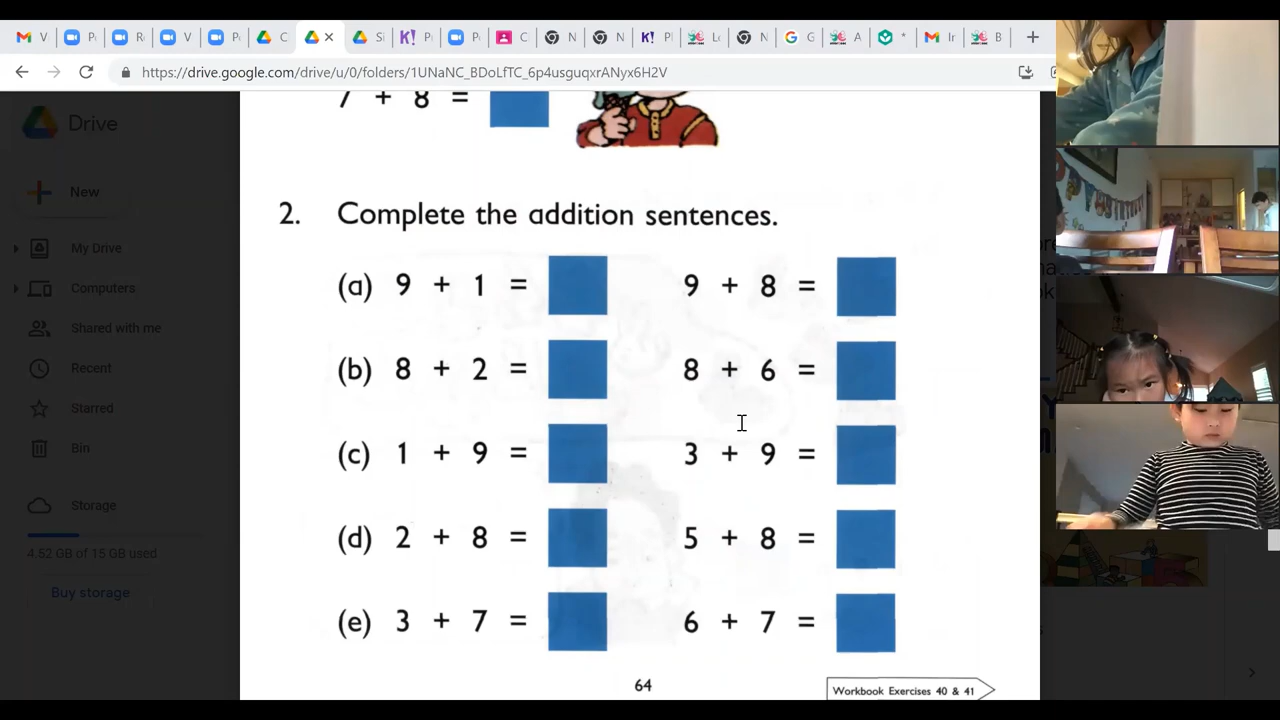 V
P
R
V
P
C
Si
P
P
C
N
N
Pl
L
N
G
A
*
Ir
B
https://drive.google.com/drive/u/0/folders/1UNaNC_BDoLfTC_6p4usguqxrANyx6H2V
Drive
New
My Drive
Computers
Shared with me
Recent
Starred
Bin
Storage
4.52 GB of 15 GB used
Buy storage
7 + 8 =
2. Complete the addition sentences.
(a) 9 + 1 = 9 + 8 =
(b) 8 + 2 = 8 + 6 =
(c) 1 + 9 = 3 + 9 =
(d) 2 + 8 = 5 + 8 =
(e) 3 + 7 = 6 + 7 =
64
Workbook Exercises 40 & 41